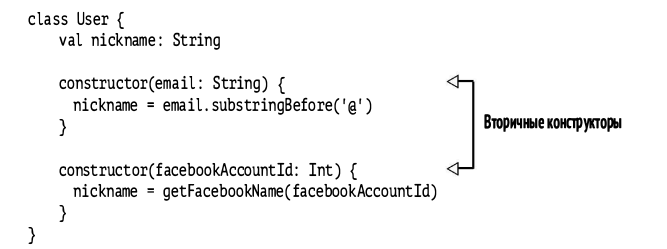 class User {
    val nickname: String
    constructor(email: String) {
      nickname = email.substringBefore('@')
    }
Вторичные конструкторы
    constructor(facebookAccountId: Int) {
      nickname = getFacebookName(facebookAccountId)
    }
}